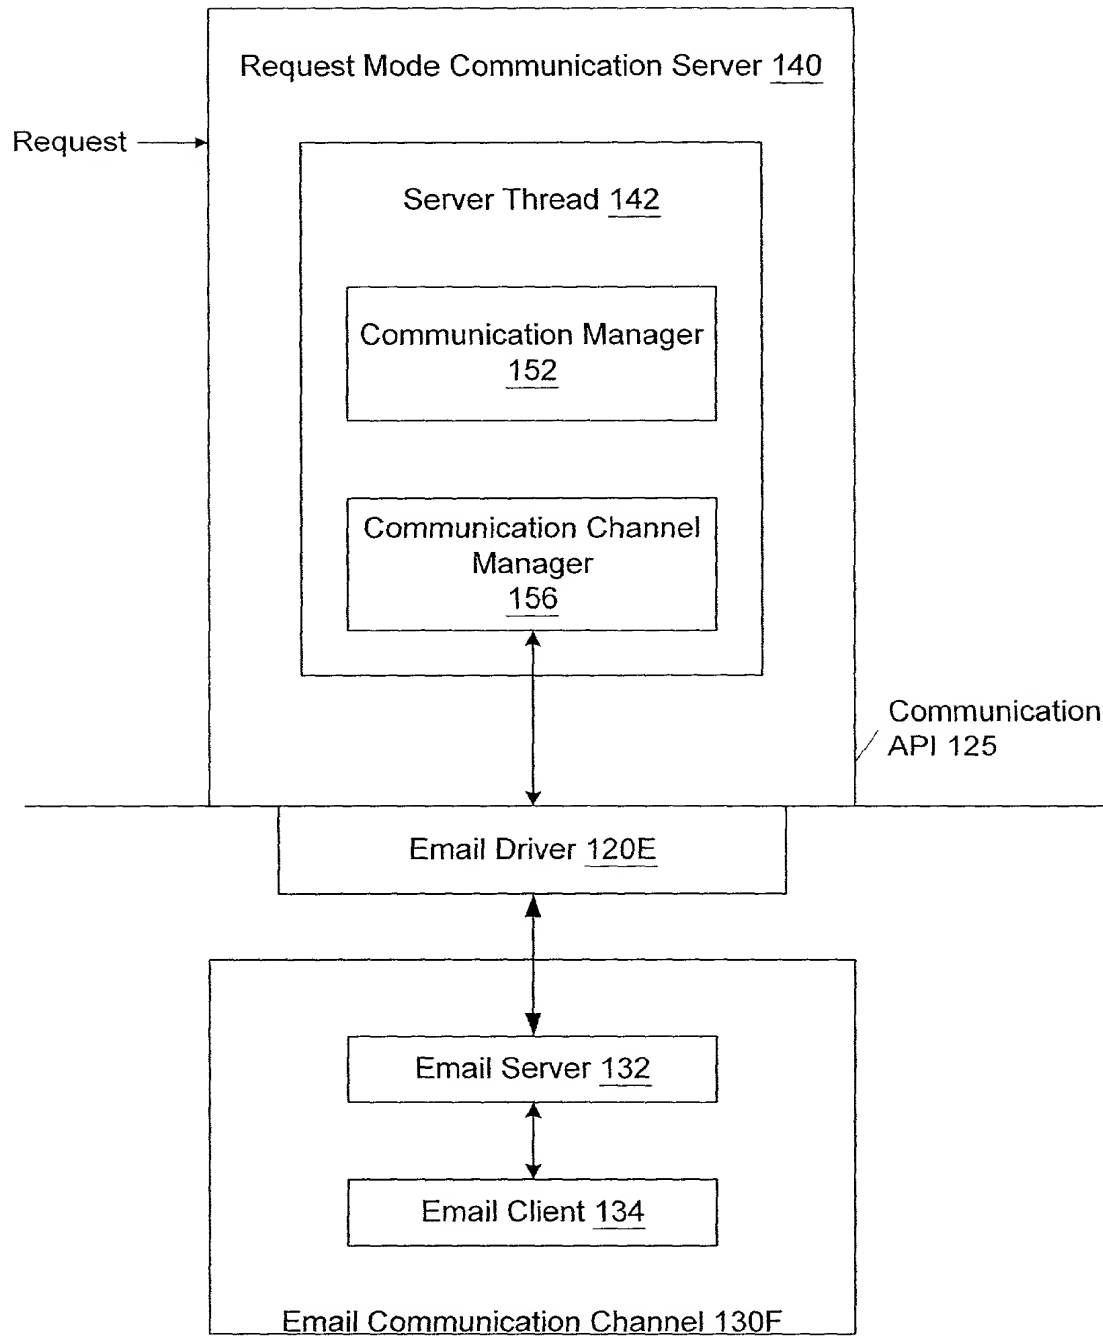 Request Mode Communication Server 140
Request
Server Thread 142
Communication Manager
152
Communication Channel
Manager
156
Communication
API 125
Email Driver 120E
Email Server 132
Email Client 134
Email Communication Channel 130F